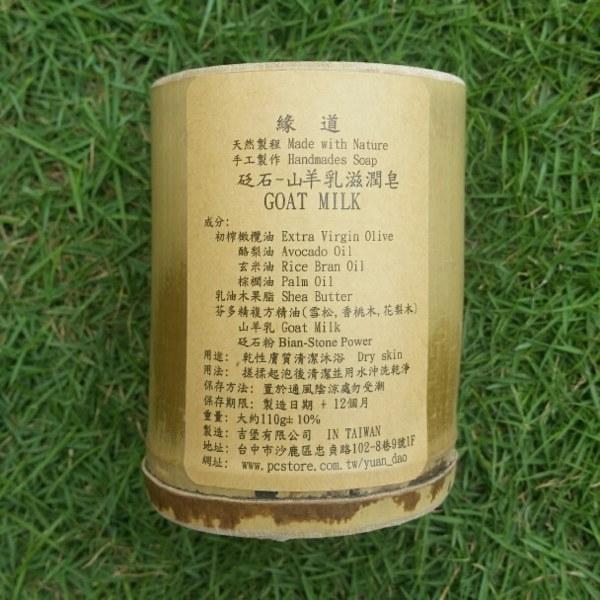 緣 道
天然製程 Made with Nature
手工製作 Handmades Soap
砭石-山羊乳滋潤皂
GOAT MILK
成分:
初榨橄欖油 Extra Virgin Olive
酪梨油 Avocado Oil
玄米油 Rice Bran Oil
棕櫚油 Palm Oil
乳油木果脂 Shea Butter
芬多精複方精油(雪松,香桃木,花梨木)
山羊乳 Goat Milk
砭石粉 Bian-Stone Power
用途: 乾性膚質清潔沐浴 Dry skin
用法: 搓揉起泡後清潔並用水沖洗乾淨
保存方法: 置於通風陰涼處勿受潮
保存期限: 製造日期 + 12個月
重量: 大約110g± 10%
製造: 吉堡有限公司 IN TAIWAN
地址: 台中市沙鹿區忠貞路102-8巷9號1F
網址: www.pcstore.com.tw/yuan_dao